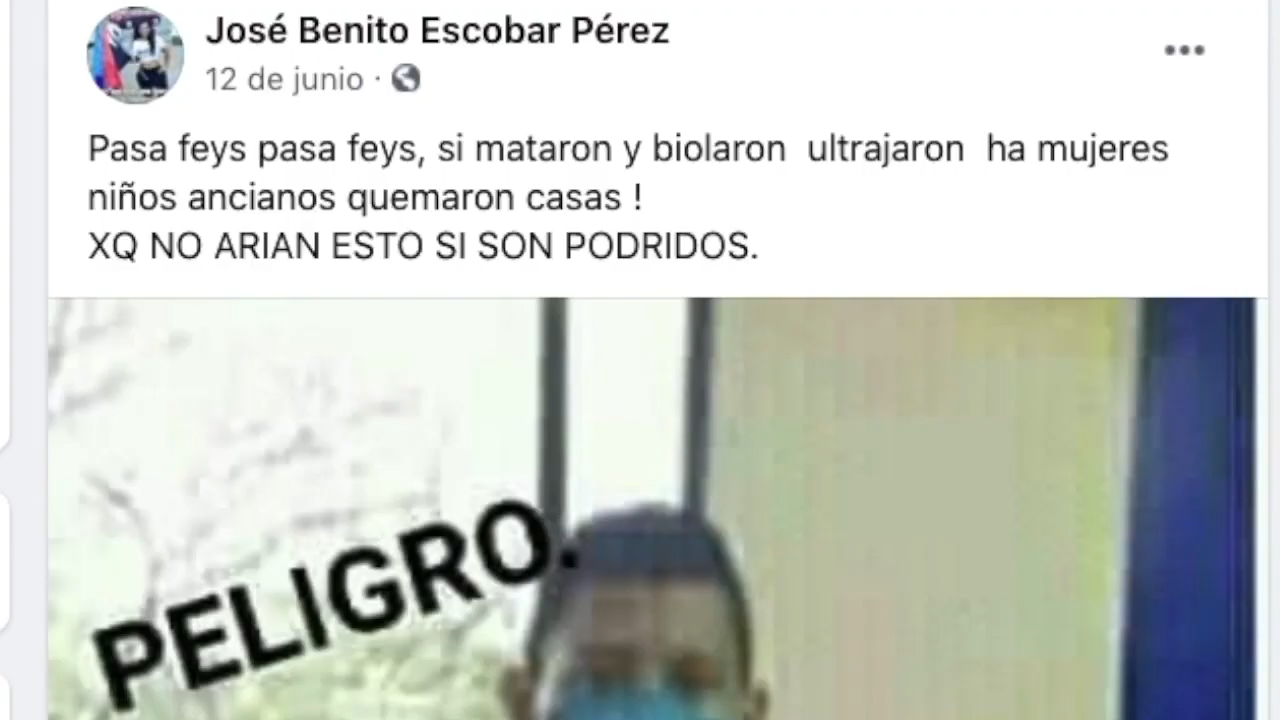 José Benito Escobar Pérez
12 de junio ·
Pasa feys pasa feys, si mataron y biolaron ultrajaron ha mujeres
niños ancianos quemaron casas !
XQ NO ARIAN ESTO SI SON PODRIDOS.
PELIGRO.